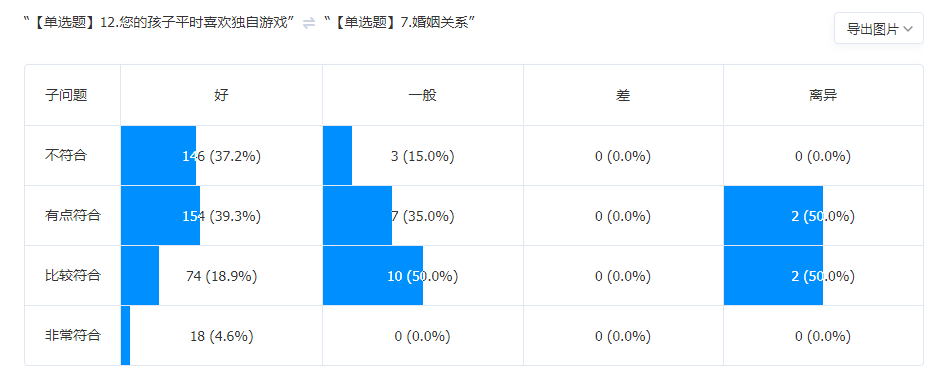 “【单选题】12.您的孩子平时喜欢独自游戏” ⇌ “【单选题】7.婚姻关系”
导出图片
子问题 好 一般 差 离异
不符合 146 (37.2%) 3 (15.0%) 0 (0.0%) 0 (0.0%)
有点符合 154 (39.3%) 7 (35.0%) 0 (0.0%) 2 (50.0%)
比较符合 74 (18.9%) 10 (50.0%) 0 (0.0%) 2 (50.0%)
非常符合 18 (4.6%) 0 (0.0%) 0 (0.0%) 0 (0.0%)